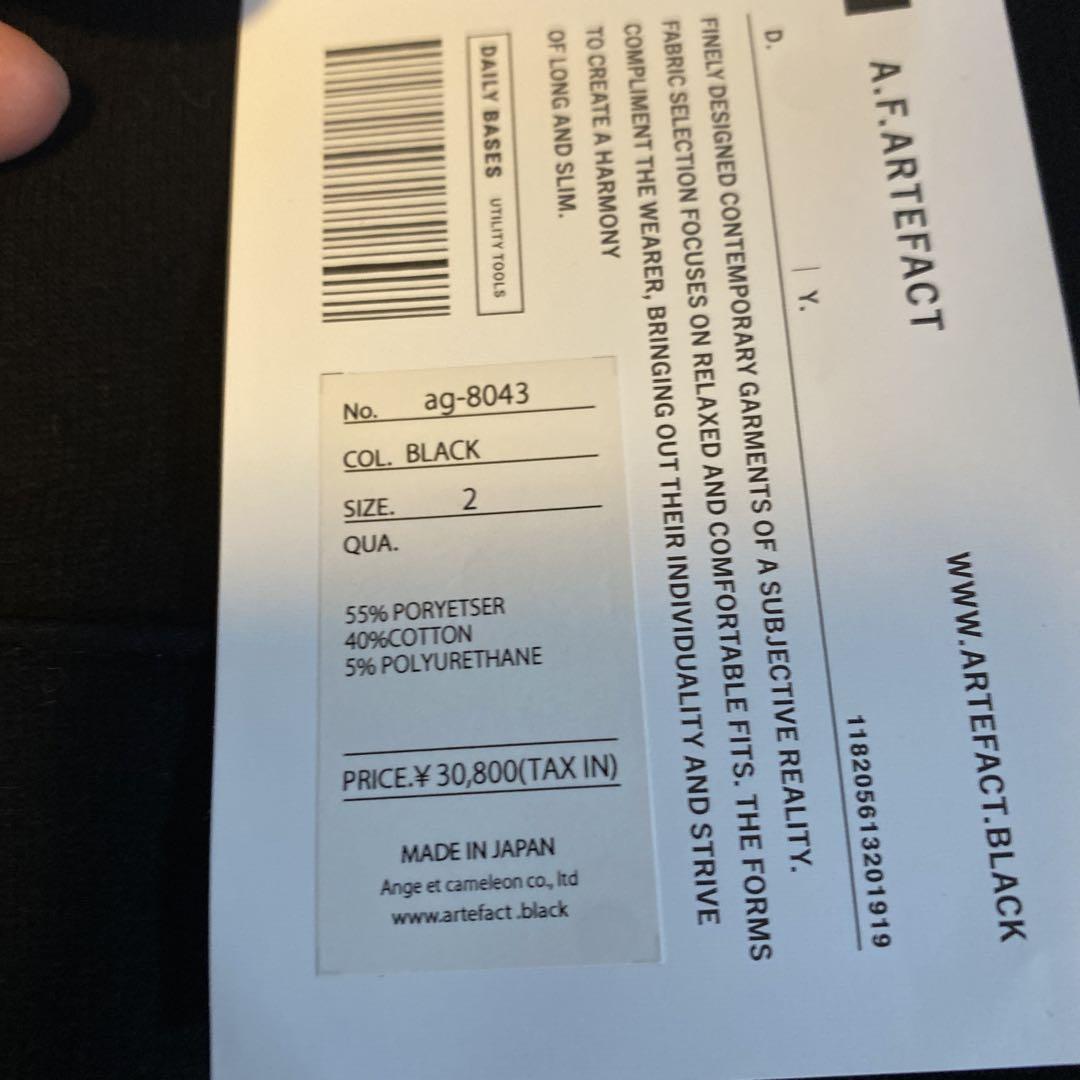 A.F.ARTEFACT
WWW.ARTEFACT.BLACK
D. | Y.
118205613201919
FINELY DESIGNED CONTEMPORARY GARMENTS OF A SUBJECTIVE REALITY.
FABRIC SELECTION FOCUSES ON RELAXED AND COMFORTABLE FITS. THE FORMS
COMPLIMENT THE WEARER, BRINGING OUT THEIR INDIVIDUALITY AND STRIVE
TO CREATE A HARMONY
OF LONG AND SLIM.
DAILY BASES UTILITY TOOLS
No. ag-8043
COL. BLACK
SIZE. 2
QUA.
55% PORYETSER
40%COTTON
5% POLYURETHANE
PRICE.¥ 30,800(TAX IN)
MADE IN JAPAN
Ange et cameleon co., ltd
www.artefact .black